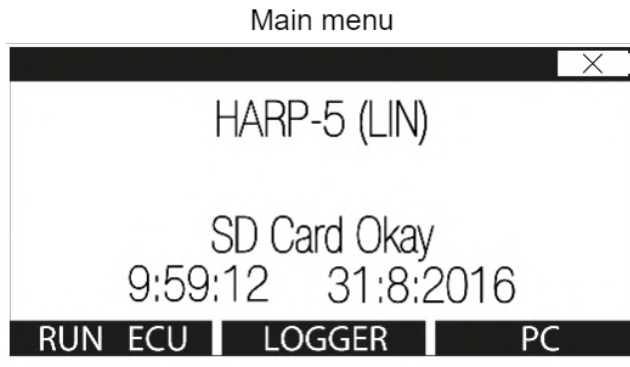 Main menu
HARP-5 (LIN)
SD Card Okay
9:59:12 31:8:2016
RUN ECU LOGGER PC